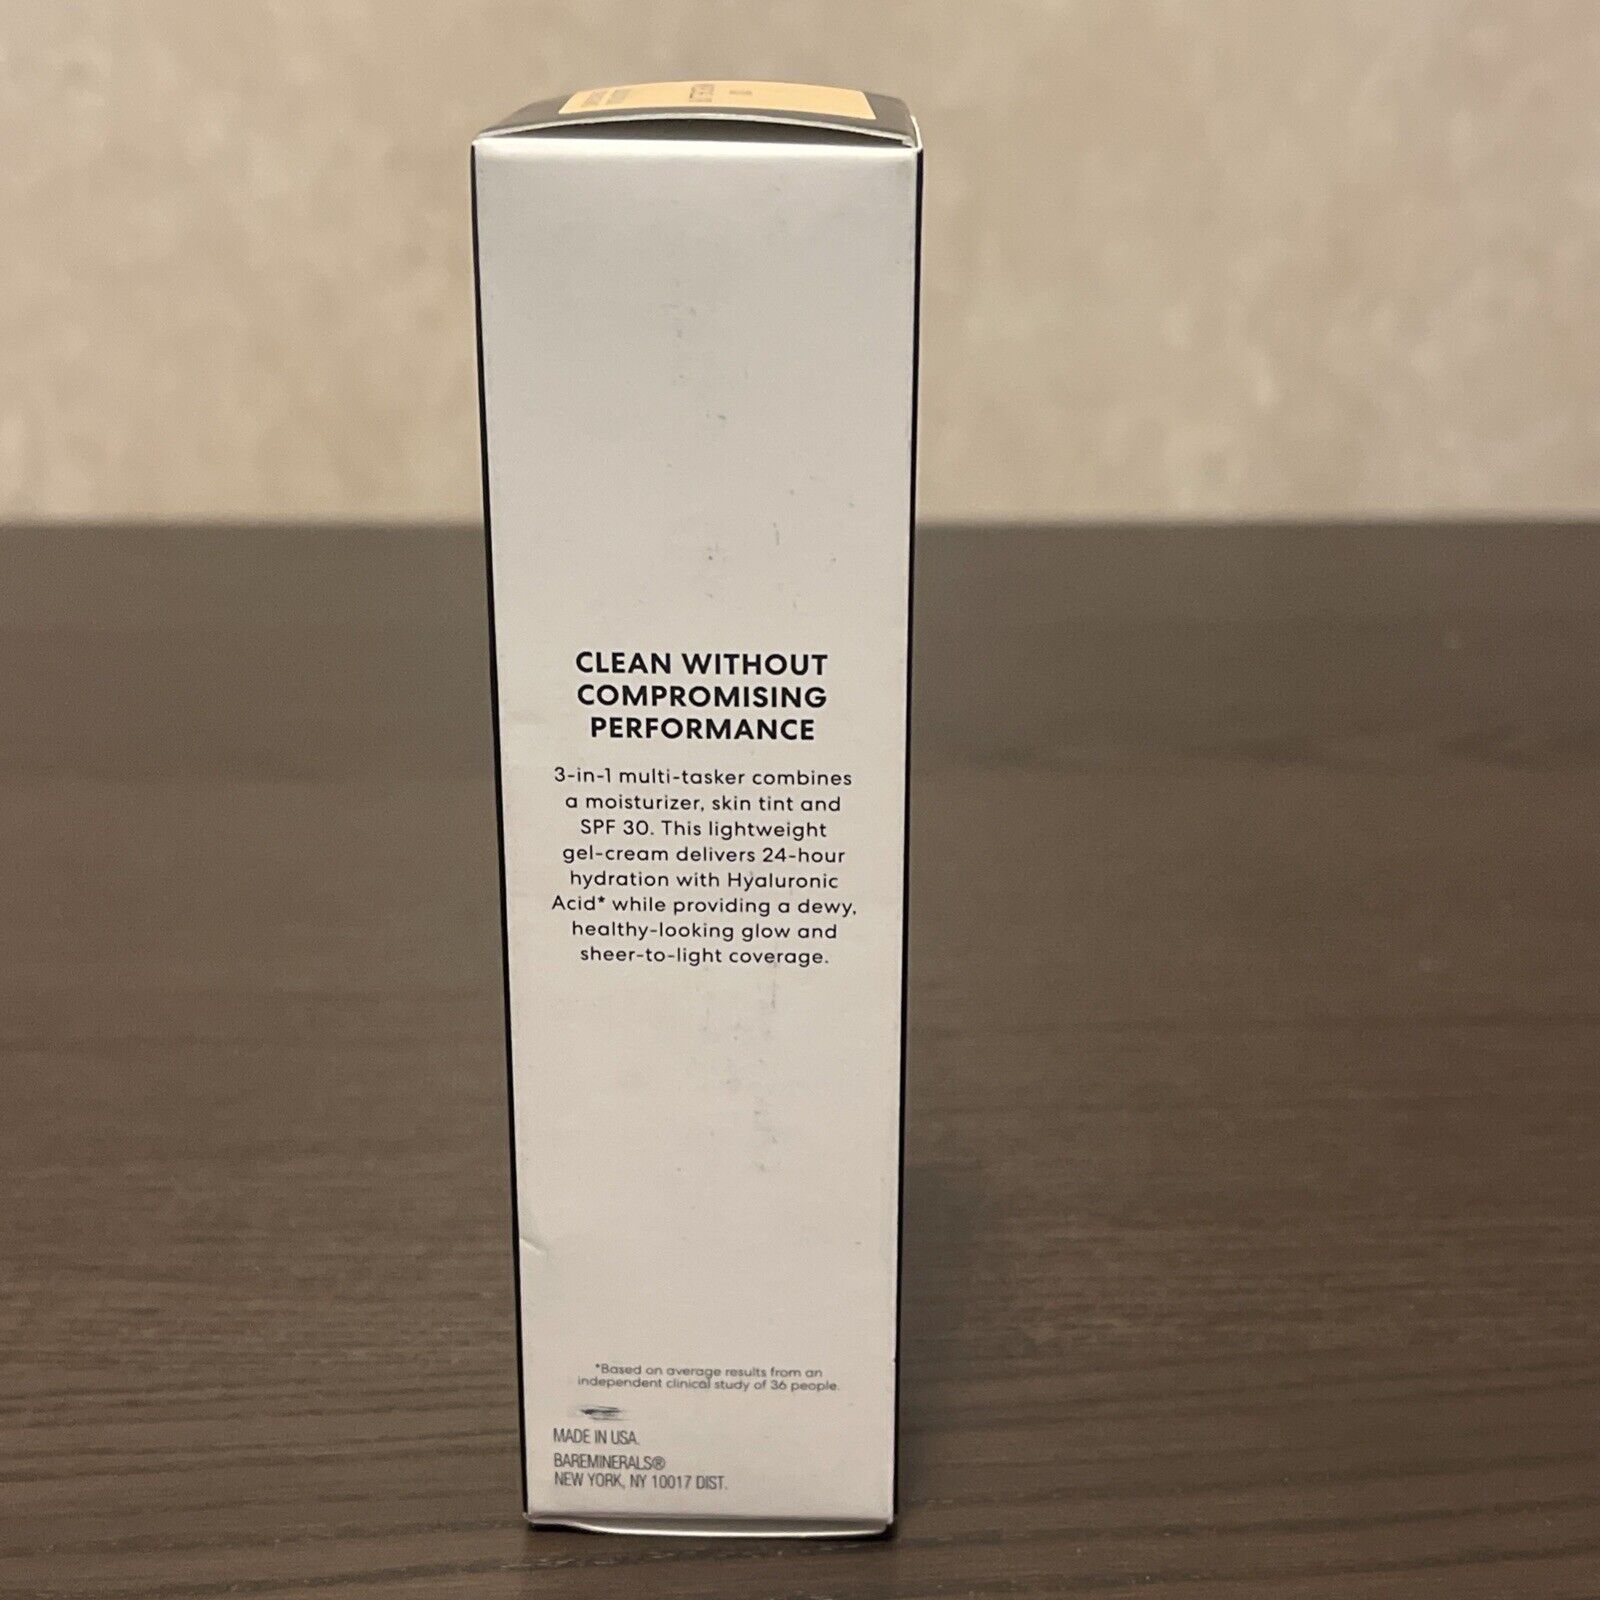 CLEAN WITHOUT
COMPROMISING
PERFORMANCE
3-in-1 multi-tasker combines
a moisturizer, skin tint and
SPF 30. This lightweight
gel-cream delivers 24-hour
hydration with Hyaluronic
Acid* while providing a dewy,
healthy-looking glow and
sheer-to-light coverage.
*Based on average results from an
independent clinical study of 36 people.
MADE IN USA.
BAREMINERALS®
NEW YORK, NY 10017 DIST.